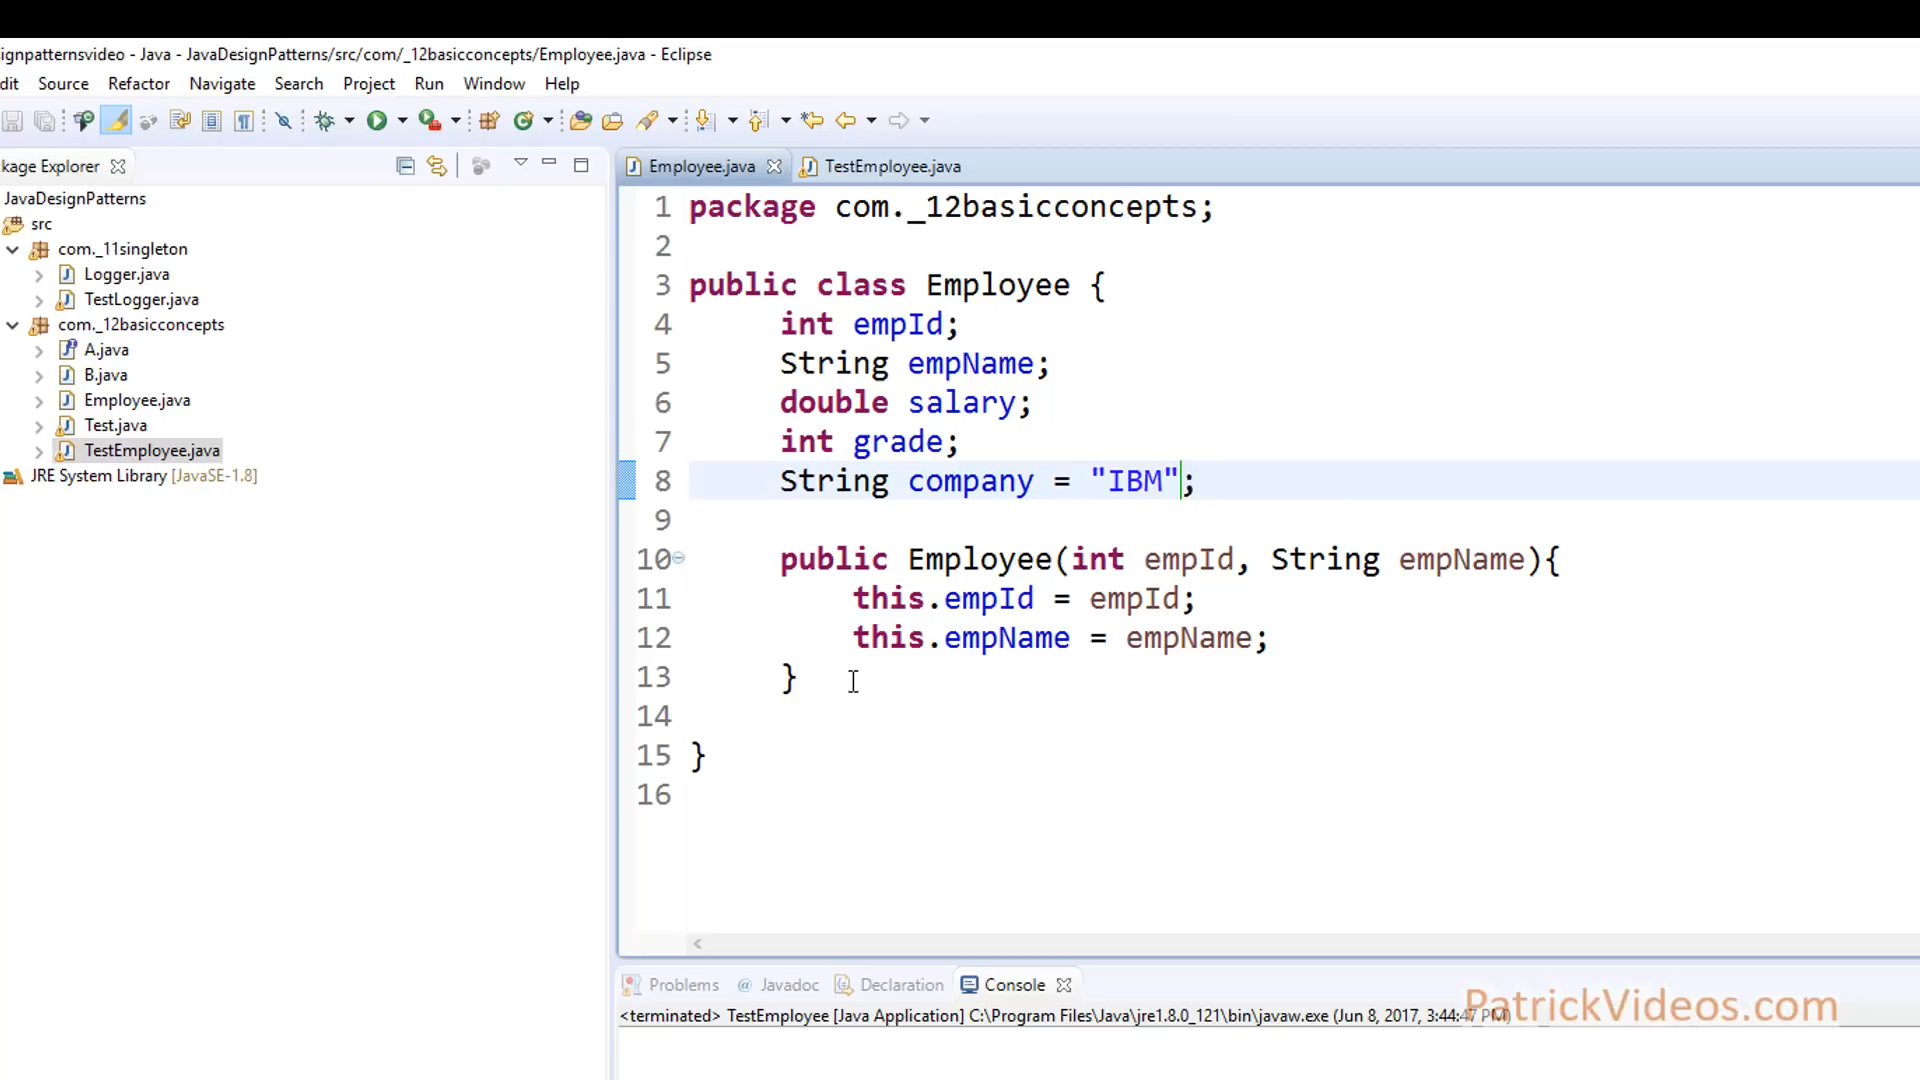 ignpatternsvideo - Java - JavaDesignPatterns/src/com/_12basicconcepts/Employee.java - Eclipse
dit Source Refactor Navigate Search Project Run Window Help
kage Explorer
JavaDesignPatterns
src
com._11singleton
Logger.java
TestLogger.java
com._12basicconcepts
A.java
B.java
Employee.java
Test.java
TestEmployee.java
JRE System Library [JavaSE-1.8]
Employee.java TestEmployee.java
1 package com._12basicconcepts;
2
3 public class Employee {
4 int empId;
5 String empName;
6 double salary;
7 int grade;
8 String company = "IBM";
9
10 public Employee(int empId, String empName){
11 this.empId = empId;
12 this.empName = empName;
13 }
14
15 }
16
Problems @ Javadoc Declaration Console
<terminated> TestEmployee [Java Application] C:\Program Files\Java\jre1.8.0_121\bin\javaw.exe (Jun 8, 2017, 3:44:47 PM)
PatrickVideos.com